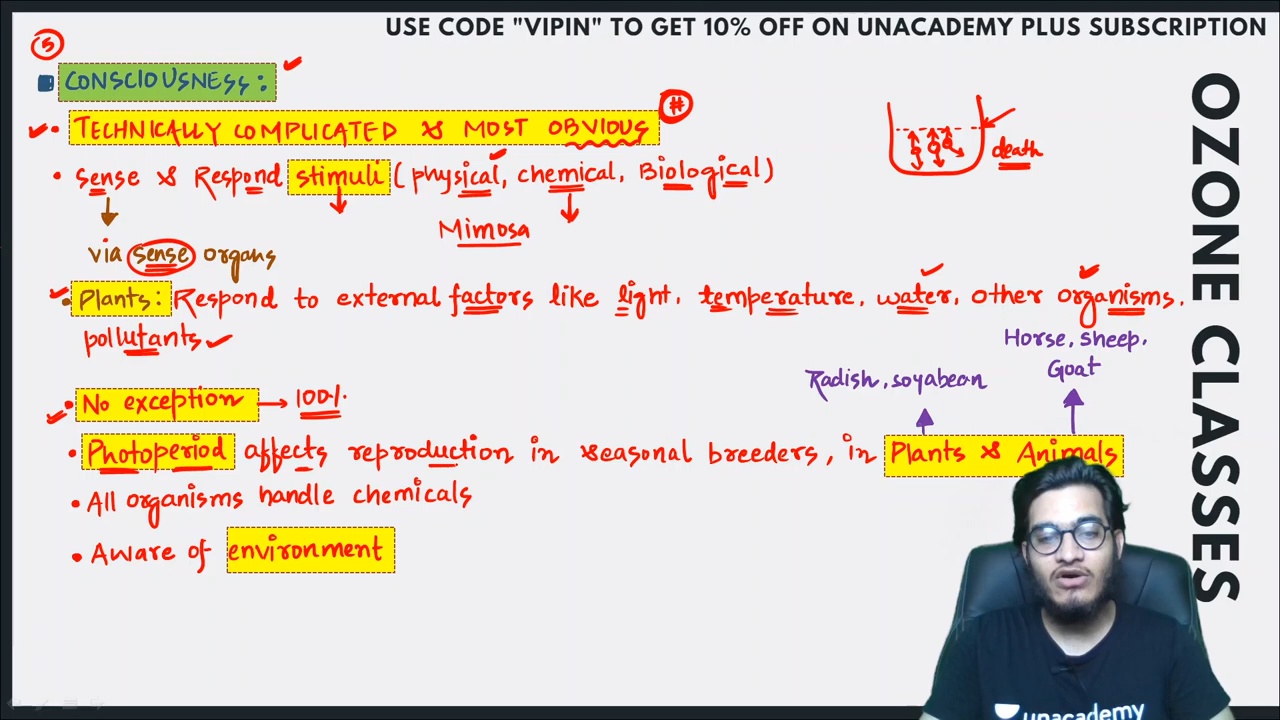 USE CODE "VIPIN" TO GET 10% OFF ON UNACADEMY PLUS SUBSCRIPTION
5
CONSCIOUSNESS:
• TECHNICALLY COMPLICATED & MOST OBVIOUS #
• Sense & Respond stimuli (physical, chemical, Biological)
death
Mimosa
via sense organs
• Plants: Respond to external factors like light, temperature, water, other organisms,
pollutants
Horse, sheep,
Goat
Radish, soyabean
• No exception → 100%.
• Photoperiod affects reproduction in seasonal breeders, in Plants & Animals
• All organisms handle chemicals
• Aware of environment
OZONE CLASSES
unacademy